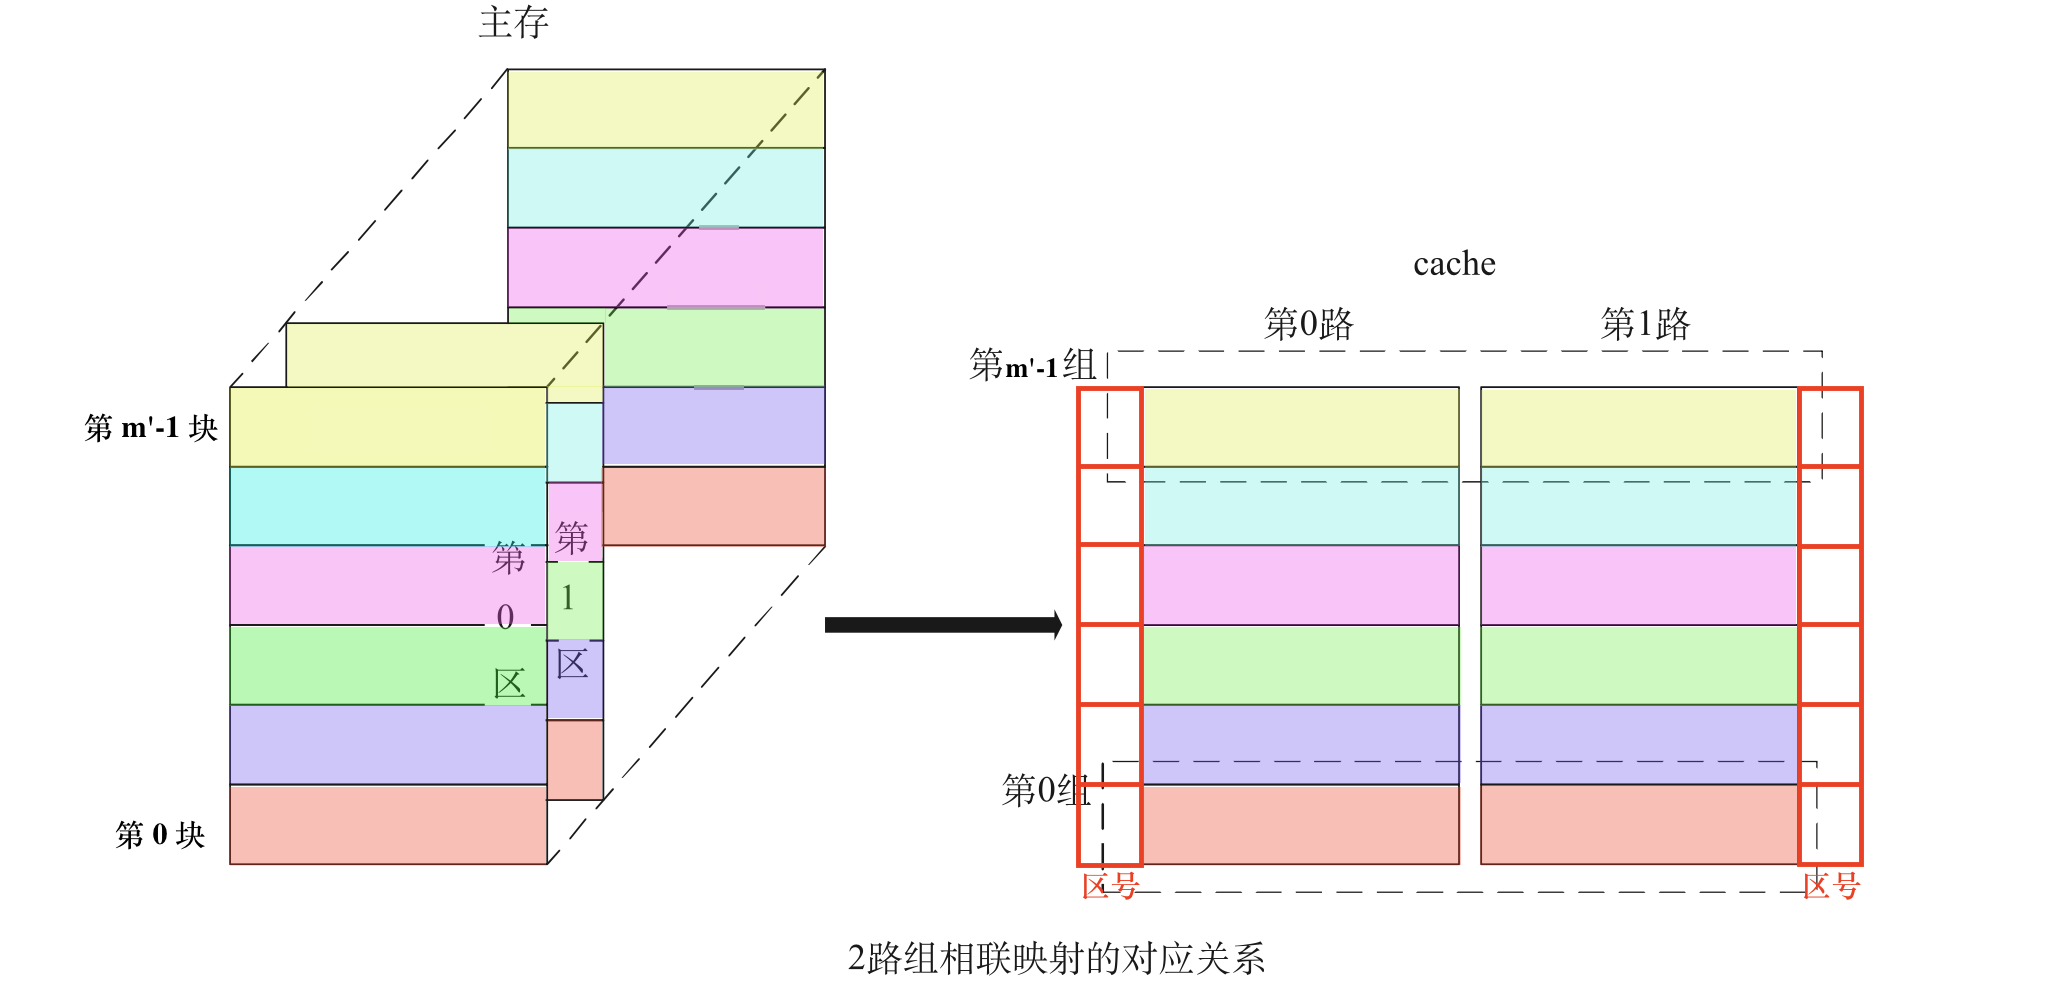 主存
cache
第0路
第1路
第m'-1组
第 m'-1 块
第0区
第1区
第0组
第 0 块
区号
区号
2路组相联映射的对应关系